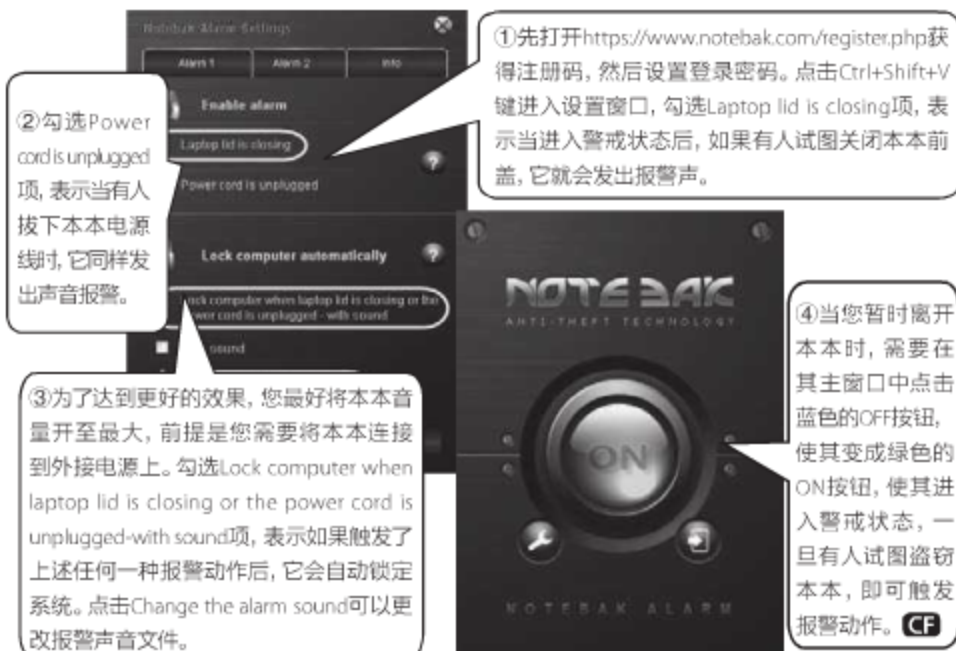 Notebak Alarm Settings
Alarm 1
Alarm 2
Info
Enable alarm
Laptop lid is closing
Power cord is unplugged
Lock computer automatically
Lock computer when laptop lid is closing or the
power cord is unplugged - with sound
sound
①先打开https://www.notebak.com/register.php获
得注册码，然后设置登录密码。点击Ctrl+Shift+V
键进入设置窗口，勾选Laptop lid is closing项，表
示当进入警戒状态后，如果有人试图关闭本本前
盖，它就会发出报警声。
②勾选Power
cord is unplugged
项，表示当有人
拔下本本电源
线时，它同样发
出声音报警。
③为了达到更好的效果，您最好将本本音
量开至最大，前提是您需要将本本连接
到外接电源上。勾选Lock computer when
laptop lid is closing or the power cord is
unplugged-with sound项，表示如果触发了
上述任何一种报警动作后，它会自动锁定
系统。点击Change the alarm sound可以更
改报警声音文件。
NOTEBAK
ANTI-THEFT TECHNOLOGY
ON
NOTEBAK ALARM
④当您暂时离开
本本时，需要在
其主窗口中点击
蓝色的OFF按钮，
使其变成绿色的
ON按钮，使其进
入警戒状态，一
旦有人试图盗窃
本本，即可触发
报警动作。CF